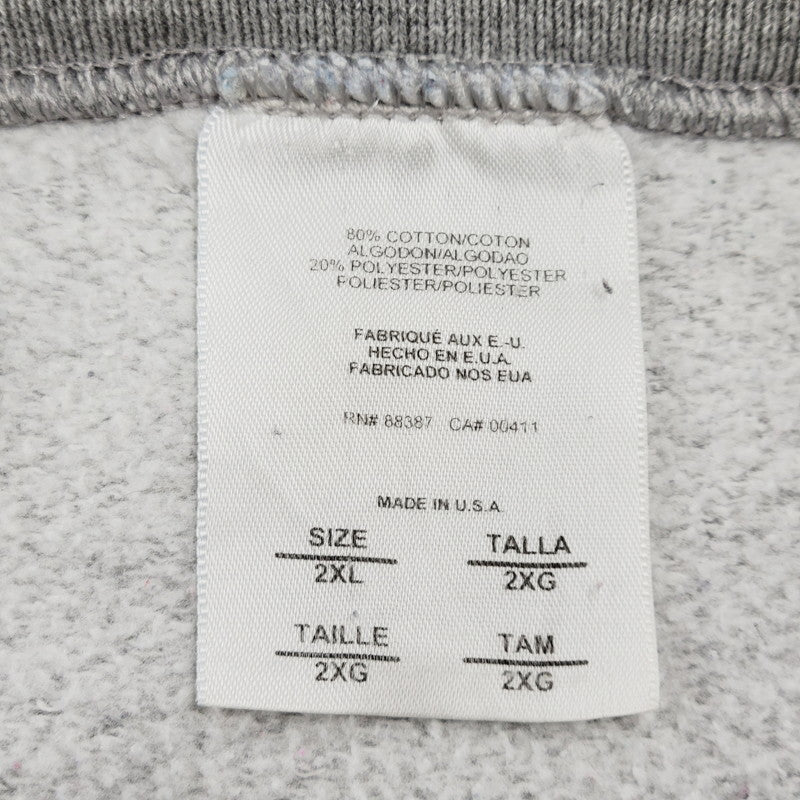 80% COTTON/COTON
ALGODON/ALGODAO
20% POLYESTER/POLYESTER
POLIESTER/POLIESTER
FABRIQUÉ AUX E.-U.
HECHO EN E.U.A.
FABRICADO NOS EUA
RN# 88387 CA# 00411
MADE IN U.S.A.
SIZE
2XL
TALLA
2XG
TAILLE
2XG
TAM
2XG